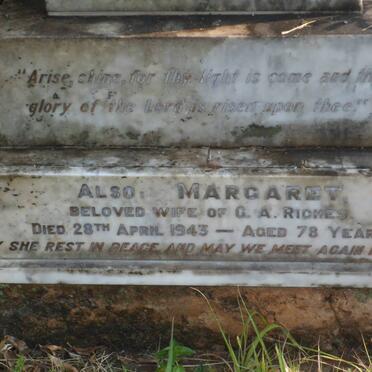 "Arise, shine, for thy light is come and the
glory of the Lord is risen upon thee."
ALSO, MARGARET
BELOVED WIFE OF G. A. RICHES
DIED 28TH APRIL 1943 — AGED 78 YEAR
Y SHE REST IN PEACE AND MAY WE MEET AGAIN